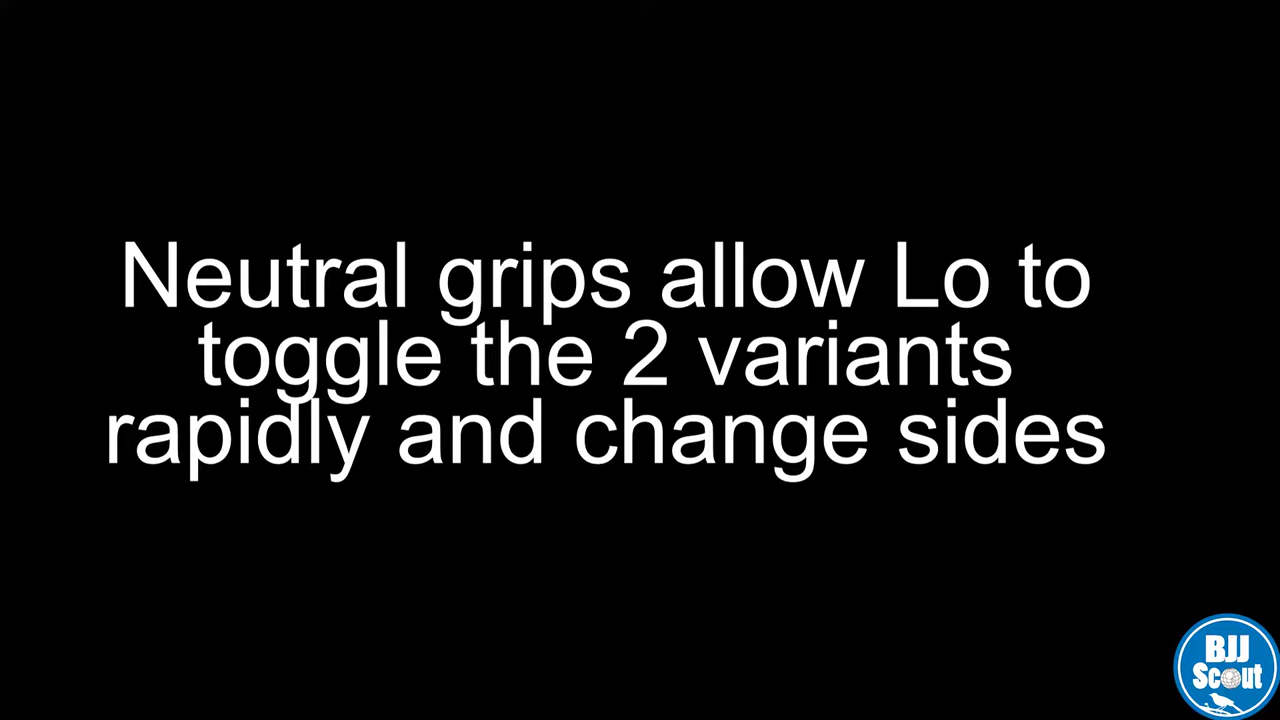 Neutral grips allow Lo to
toggle the 2 variants
rapidly and change sides
BJJ
Scout